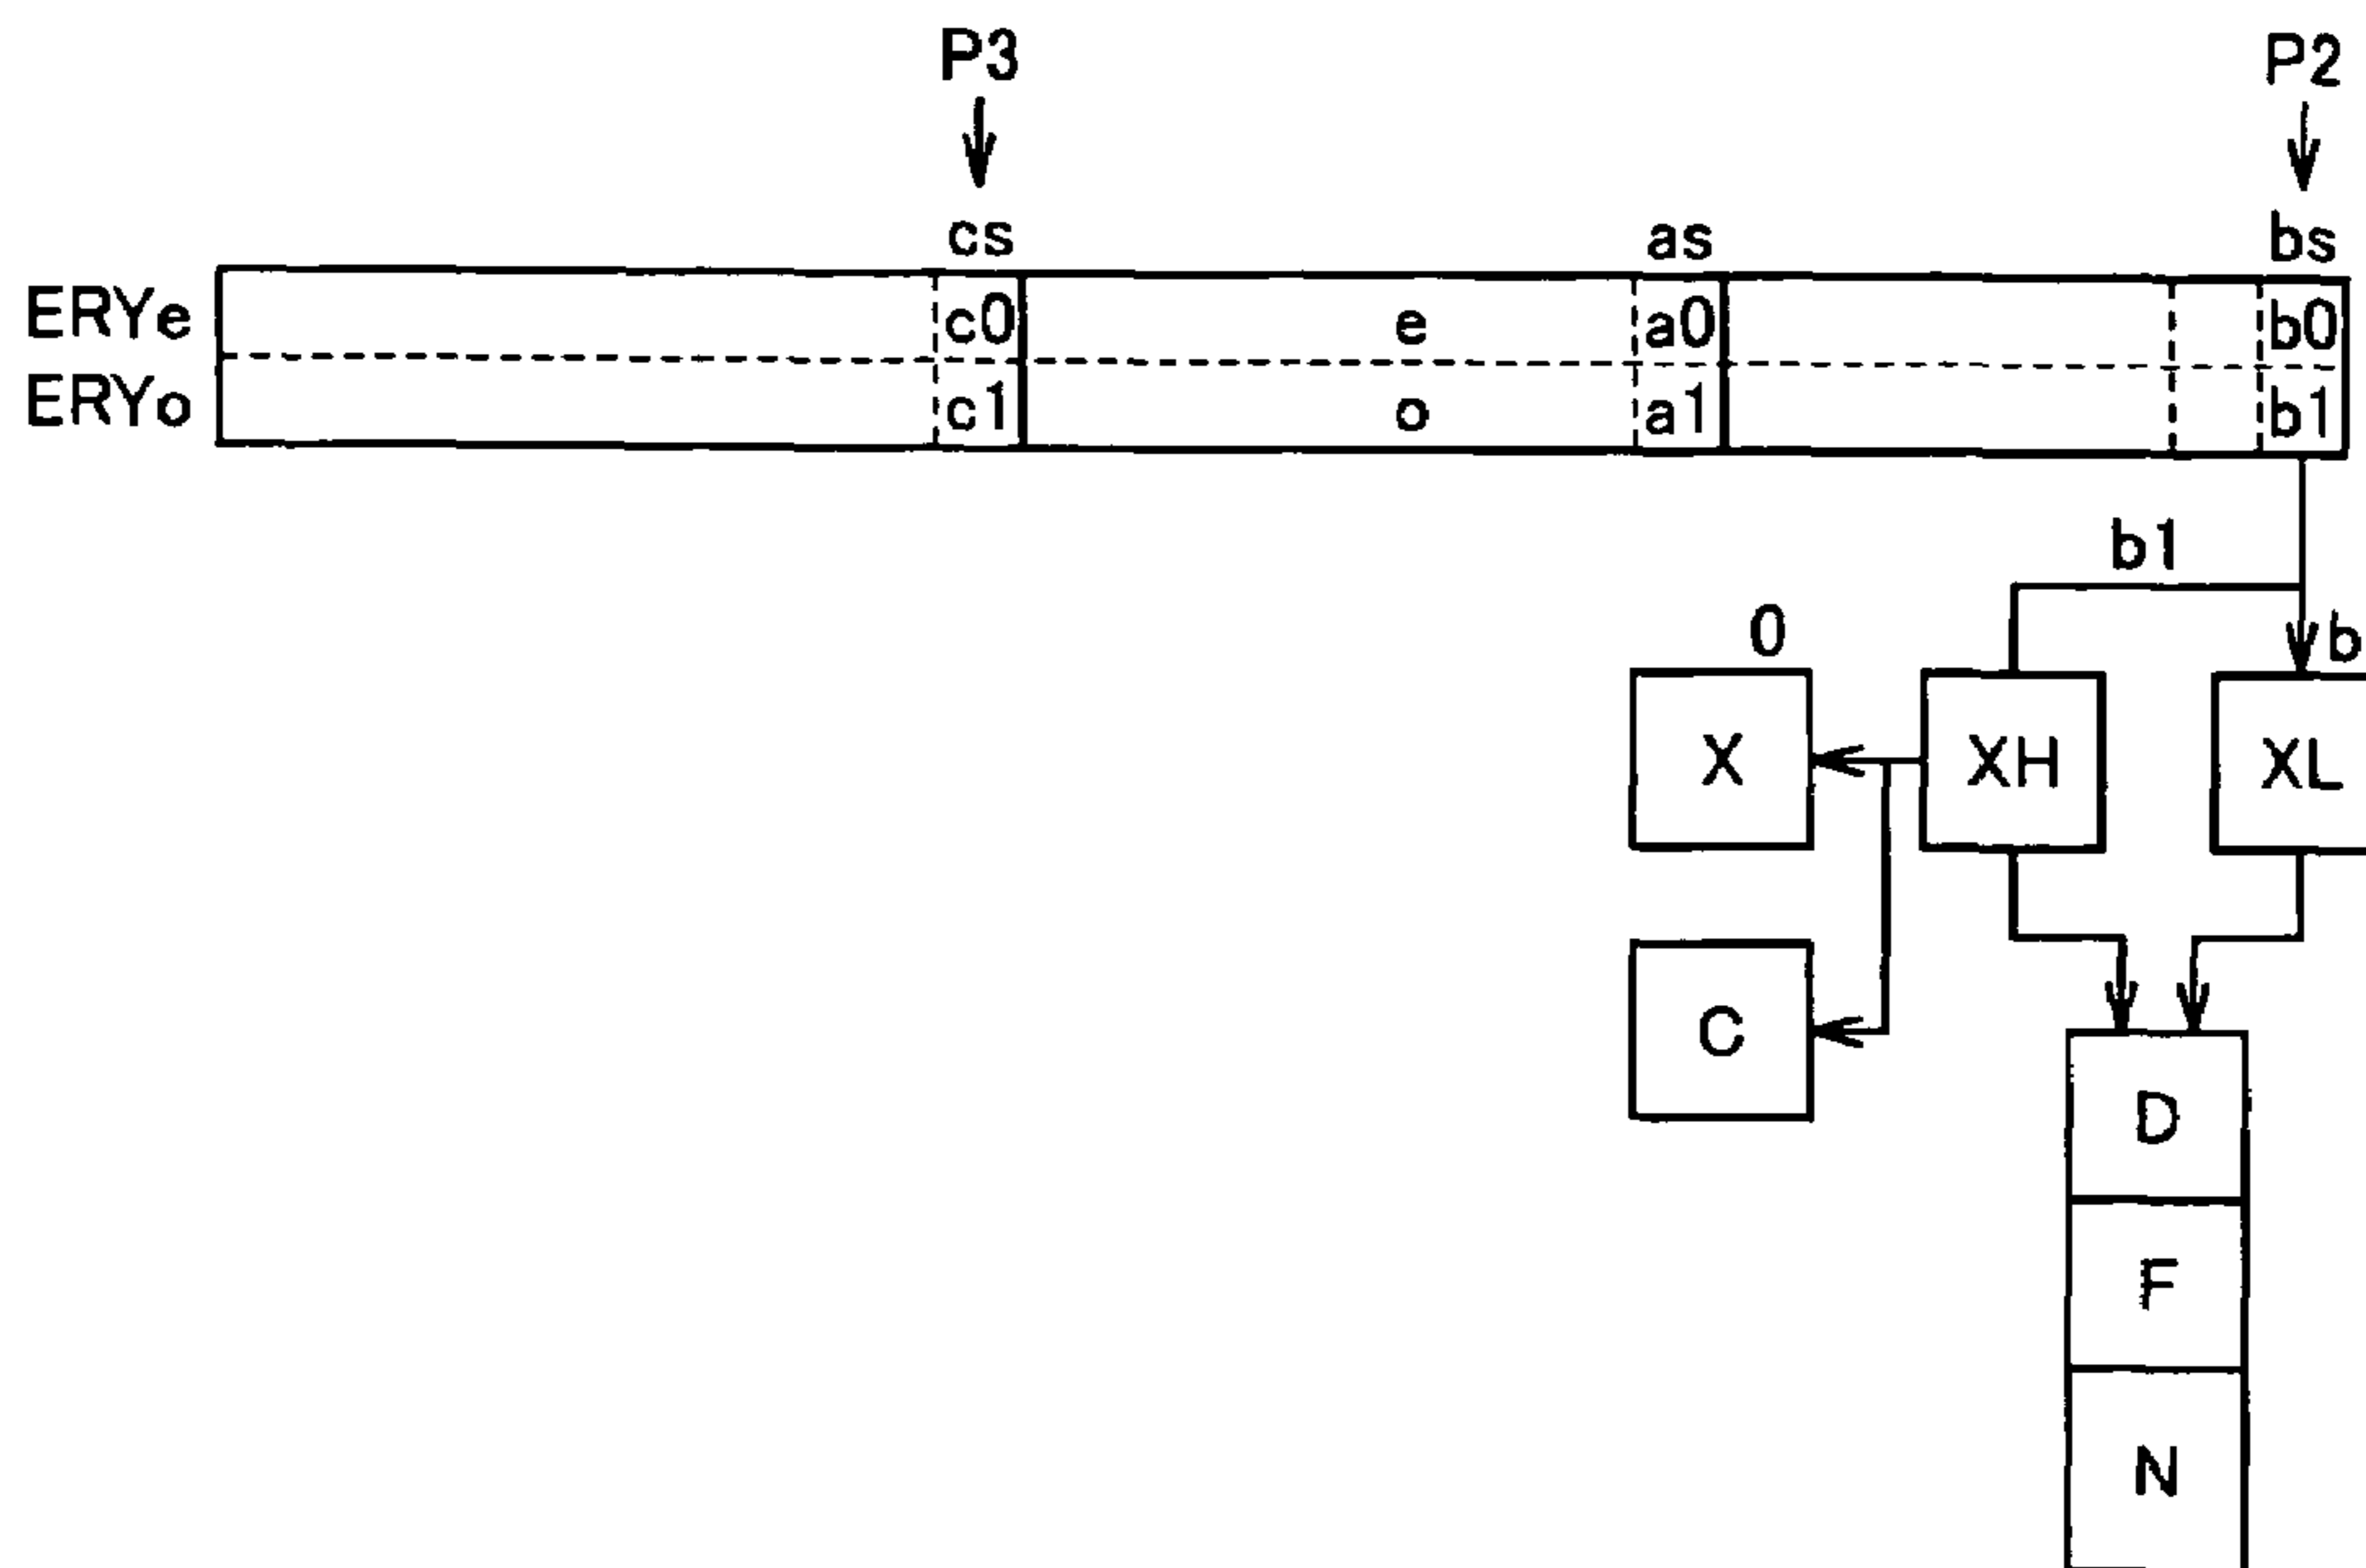 P3 P2
cs as bs
ERYe c0 e a0 b0
ERYo c1 o a1 b1
b1
0 b
X XH XL
C
D
F
N